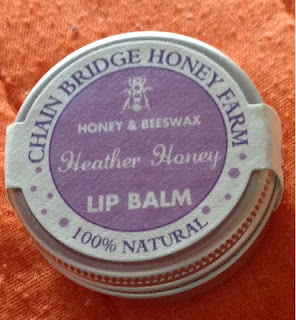 CHAIN BRIDGE HONEY FARM
HONEY & BEESWAX
Heather Honey
LIP BALM
100% NATURAL